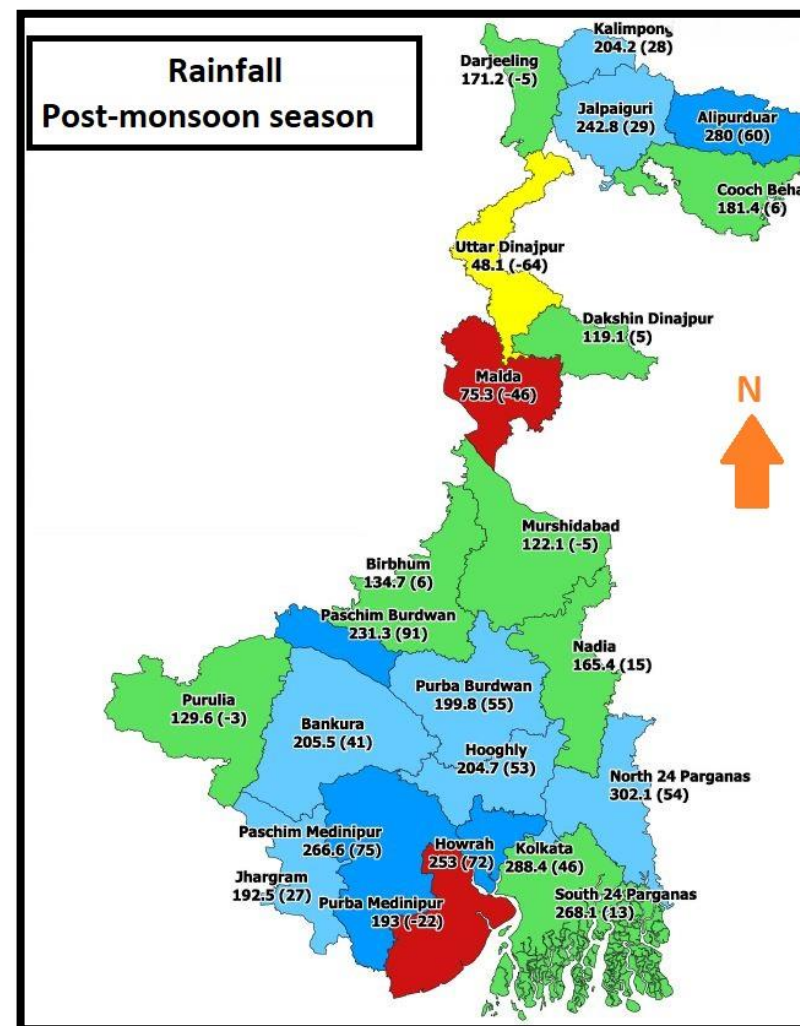 Rainfall
Post-monsoon season
Kalimpong
204.2 (28)
Darjeeling
171.2 (-5)
Jalpaiguri
242.8 (29)
Alipurduar
280 (60)
Cooch Beha
181.4 (6)
Uttar Dinajpur
48.1 (-64)
Dakshin Dinajpur
119.1 (5)
Malda
75.3 (-46)
N
Murshidabad
122.1 (-5)
Birbhum
134.7 (6)
Paschim Burdwan
231.3 (91)
Nadia
165.4 (15)
Purulia
129.6 (-3)
Purba Burdwan
199.8 (55)
Bankura
205.5 (41)
Hooghly
204.7 (53)
North 24 Parganas
302.1 (54)
Paschim Medinipur
266.6 (75)
Howrah
253 (72)
Kolkata
288.4 (46)
Jhargram
192.5 (27)
Purba Medinipur
193 (-22)
South 24 Parganas
268.1 (13)